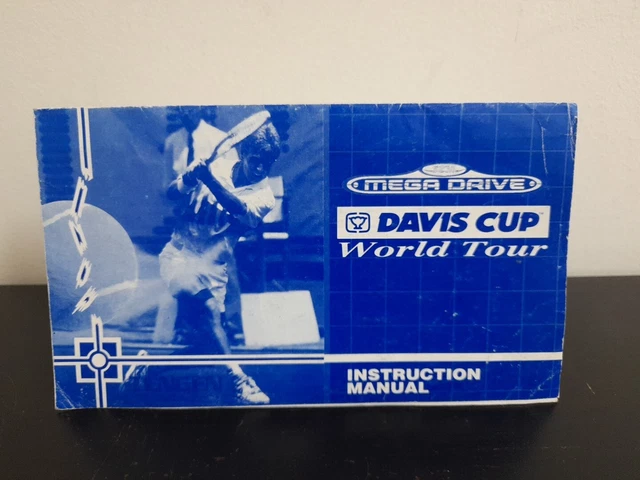 MEGA DRIVE
DAVIS CUP
World Tour
INSTRUCTION
MANUAL